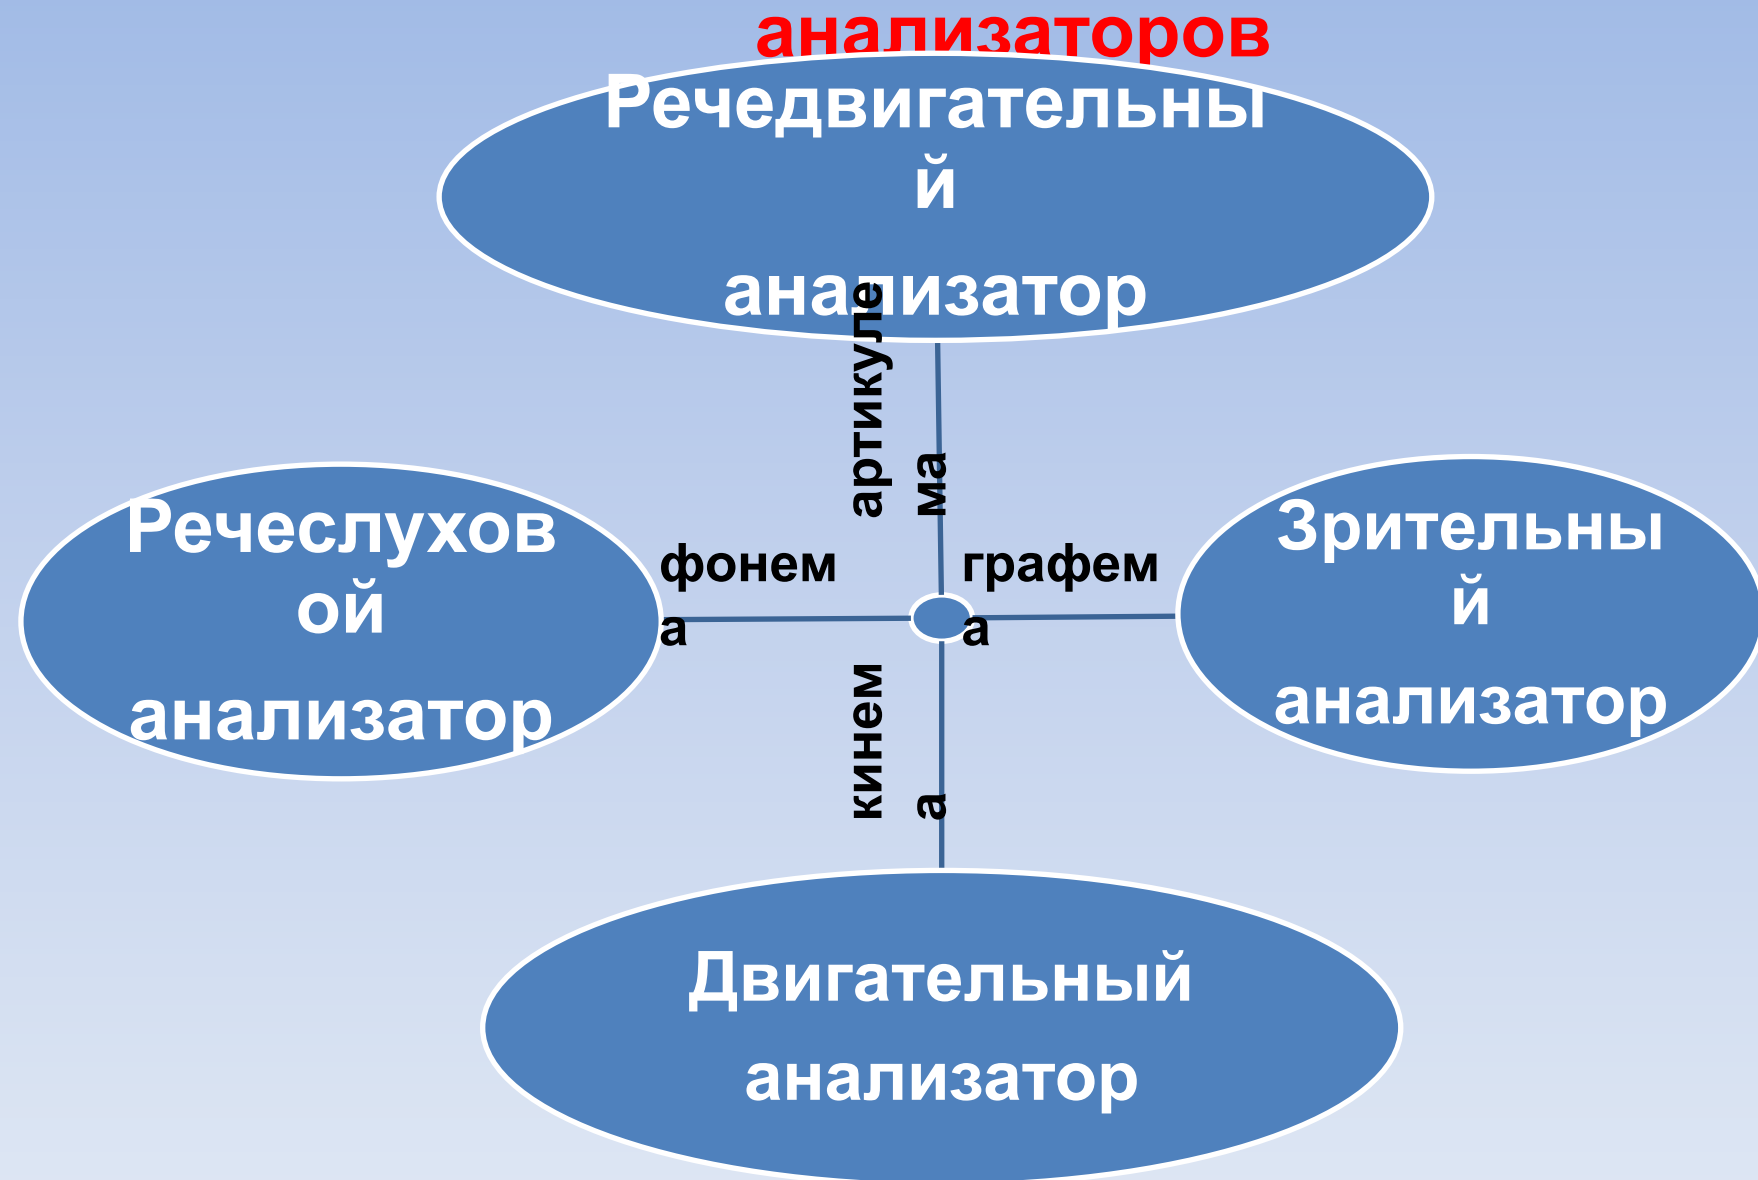 анализаторов
Речедвигательны
й
анализатор
артикуле
ма
Речеслухов
ой
анализатор
фонем
а
графем
а
Зрительны
й
анализатор
кинем
а
Двигательный
анализатор